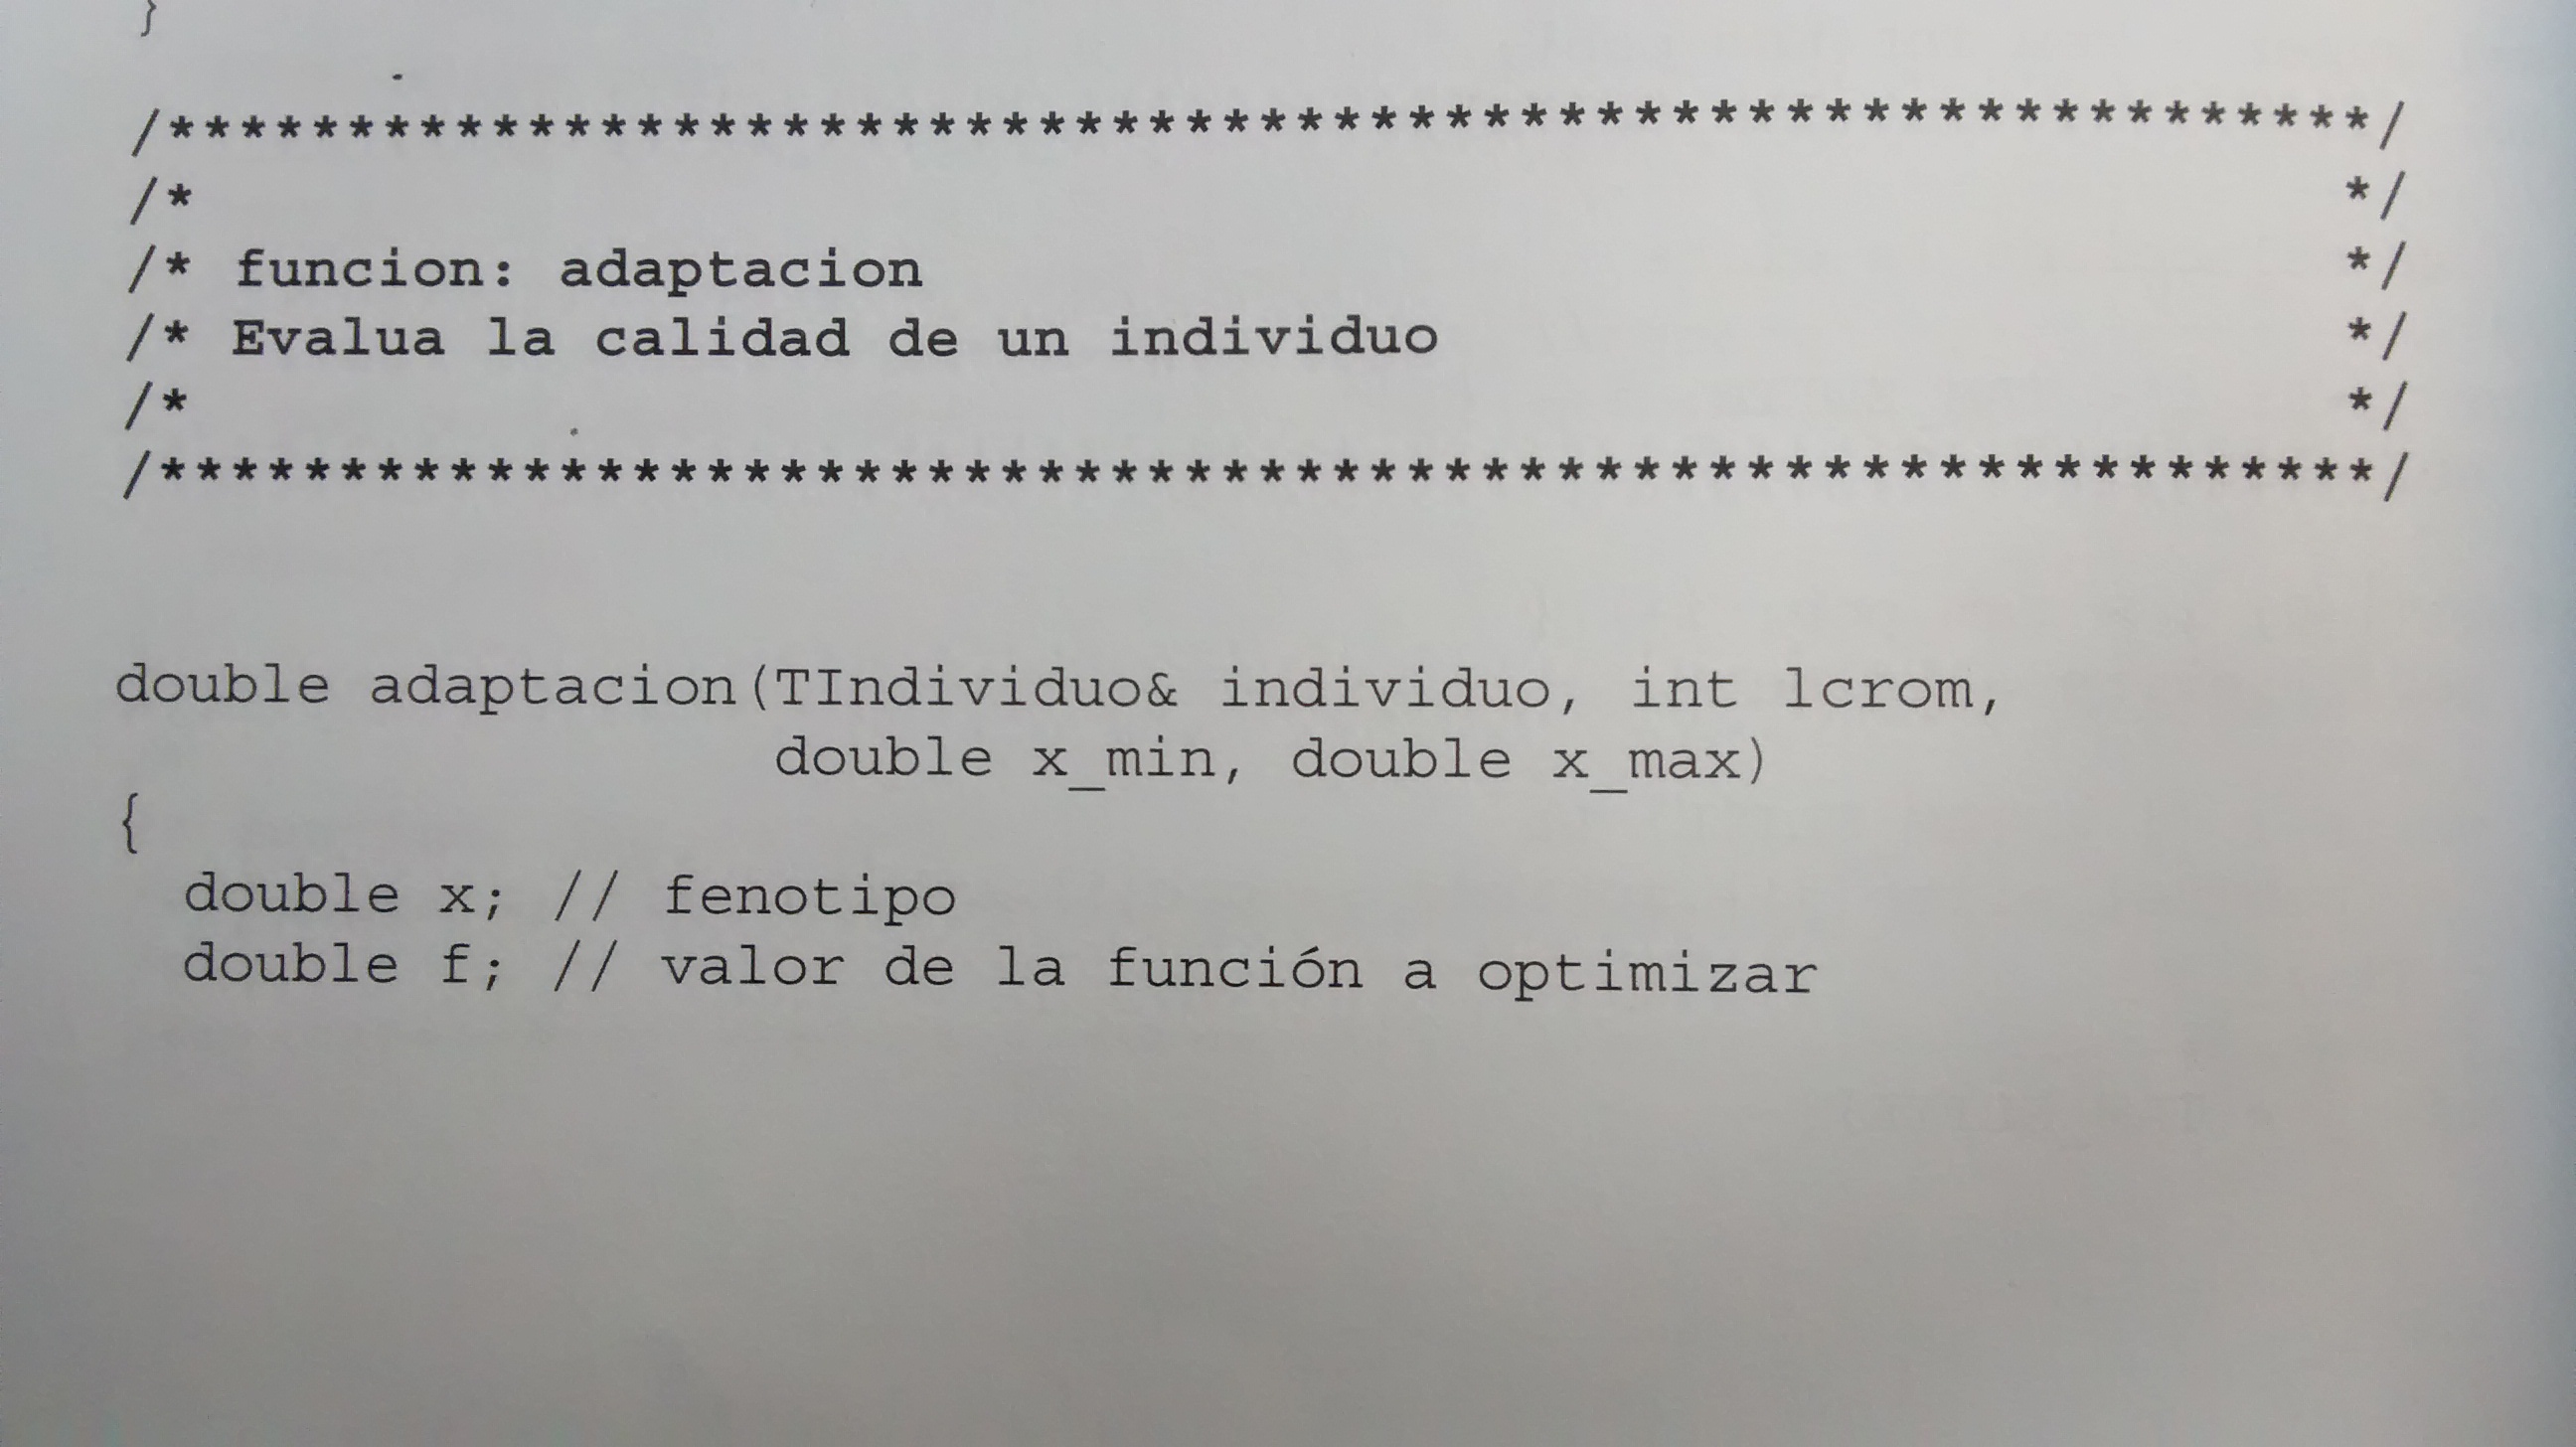 }
/*************************************************************/
/* */
/* funcion: adaptacion */
/* Evalua la calidad de un individuo */
/* */
/*************************************************************/
double adaptacion(TIndividuo& individuo, int lcrom,
double x_min, double x_max)
{
double x; // fenotipo
double f; // valor de la función a optimizar